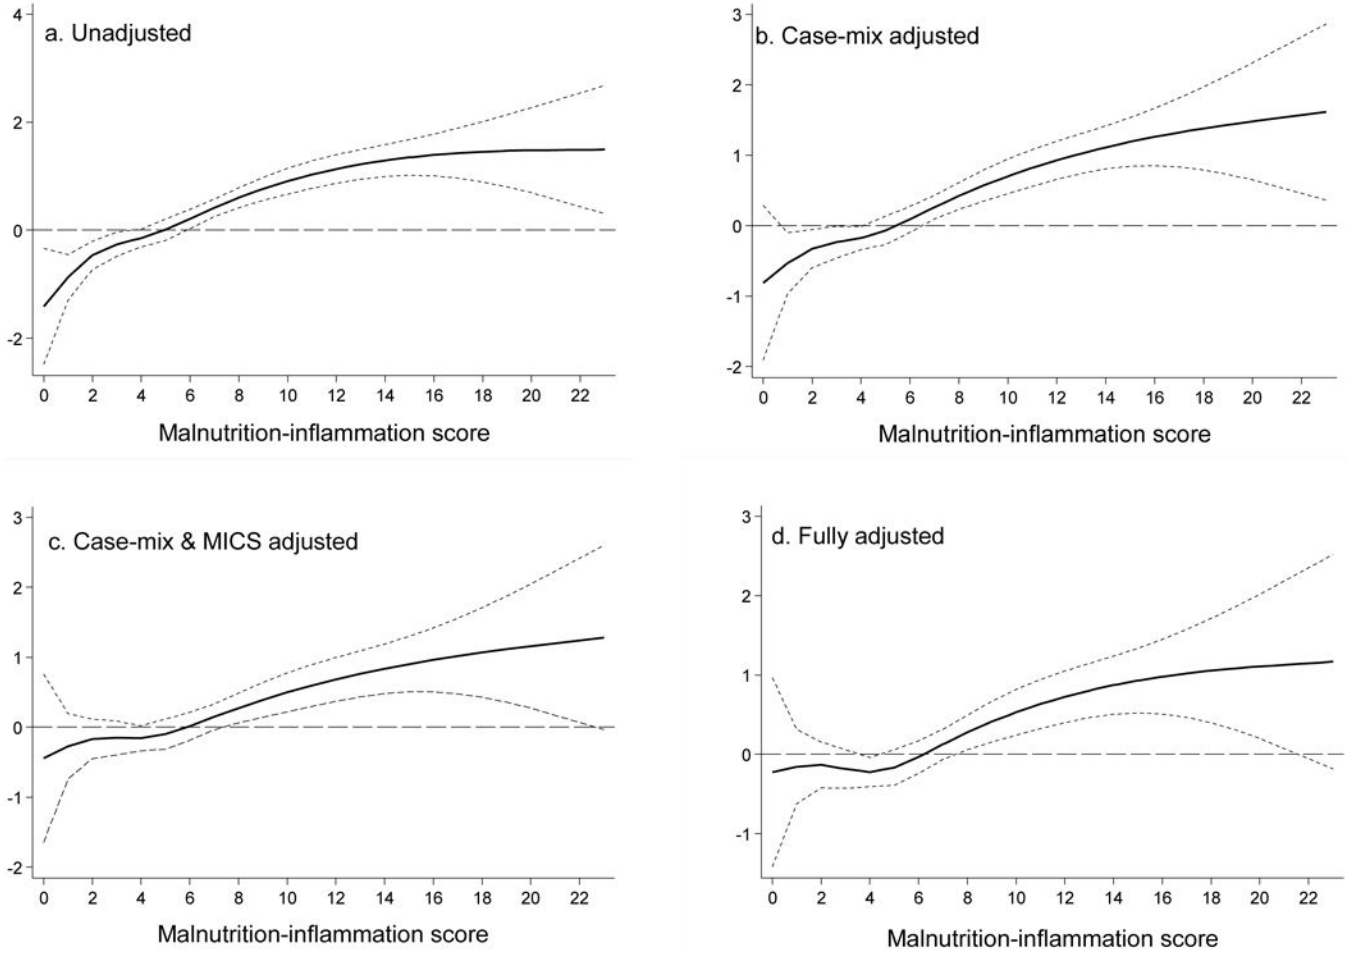 a. Unadjusted
4
2
0
-2
0 2 4 6 8 10 12 14 16 18 20 22
Malnutrition-inflammation score
b. Case-mix adjusted
3
2
1
0
-1
-2
0 2 4 6 8 10 12 14 16 18 20 22
Malnutrition-inflammation score
c. Case-mix & MICS adjusted
3
2
1
0
-1
-2
0 2 4 6 8 10 12 14 16 18 20 22
Malnutrition-inflammation score
d. Fully adjusted
3
2
1
0
-1
0 2 4 6 8 10 12 14 16 18 20 22
Malnutrition-inflammation score